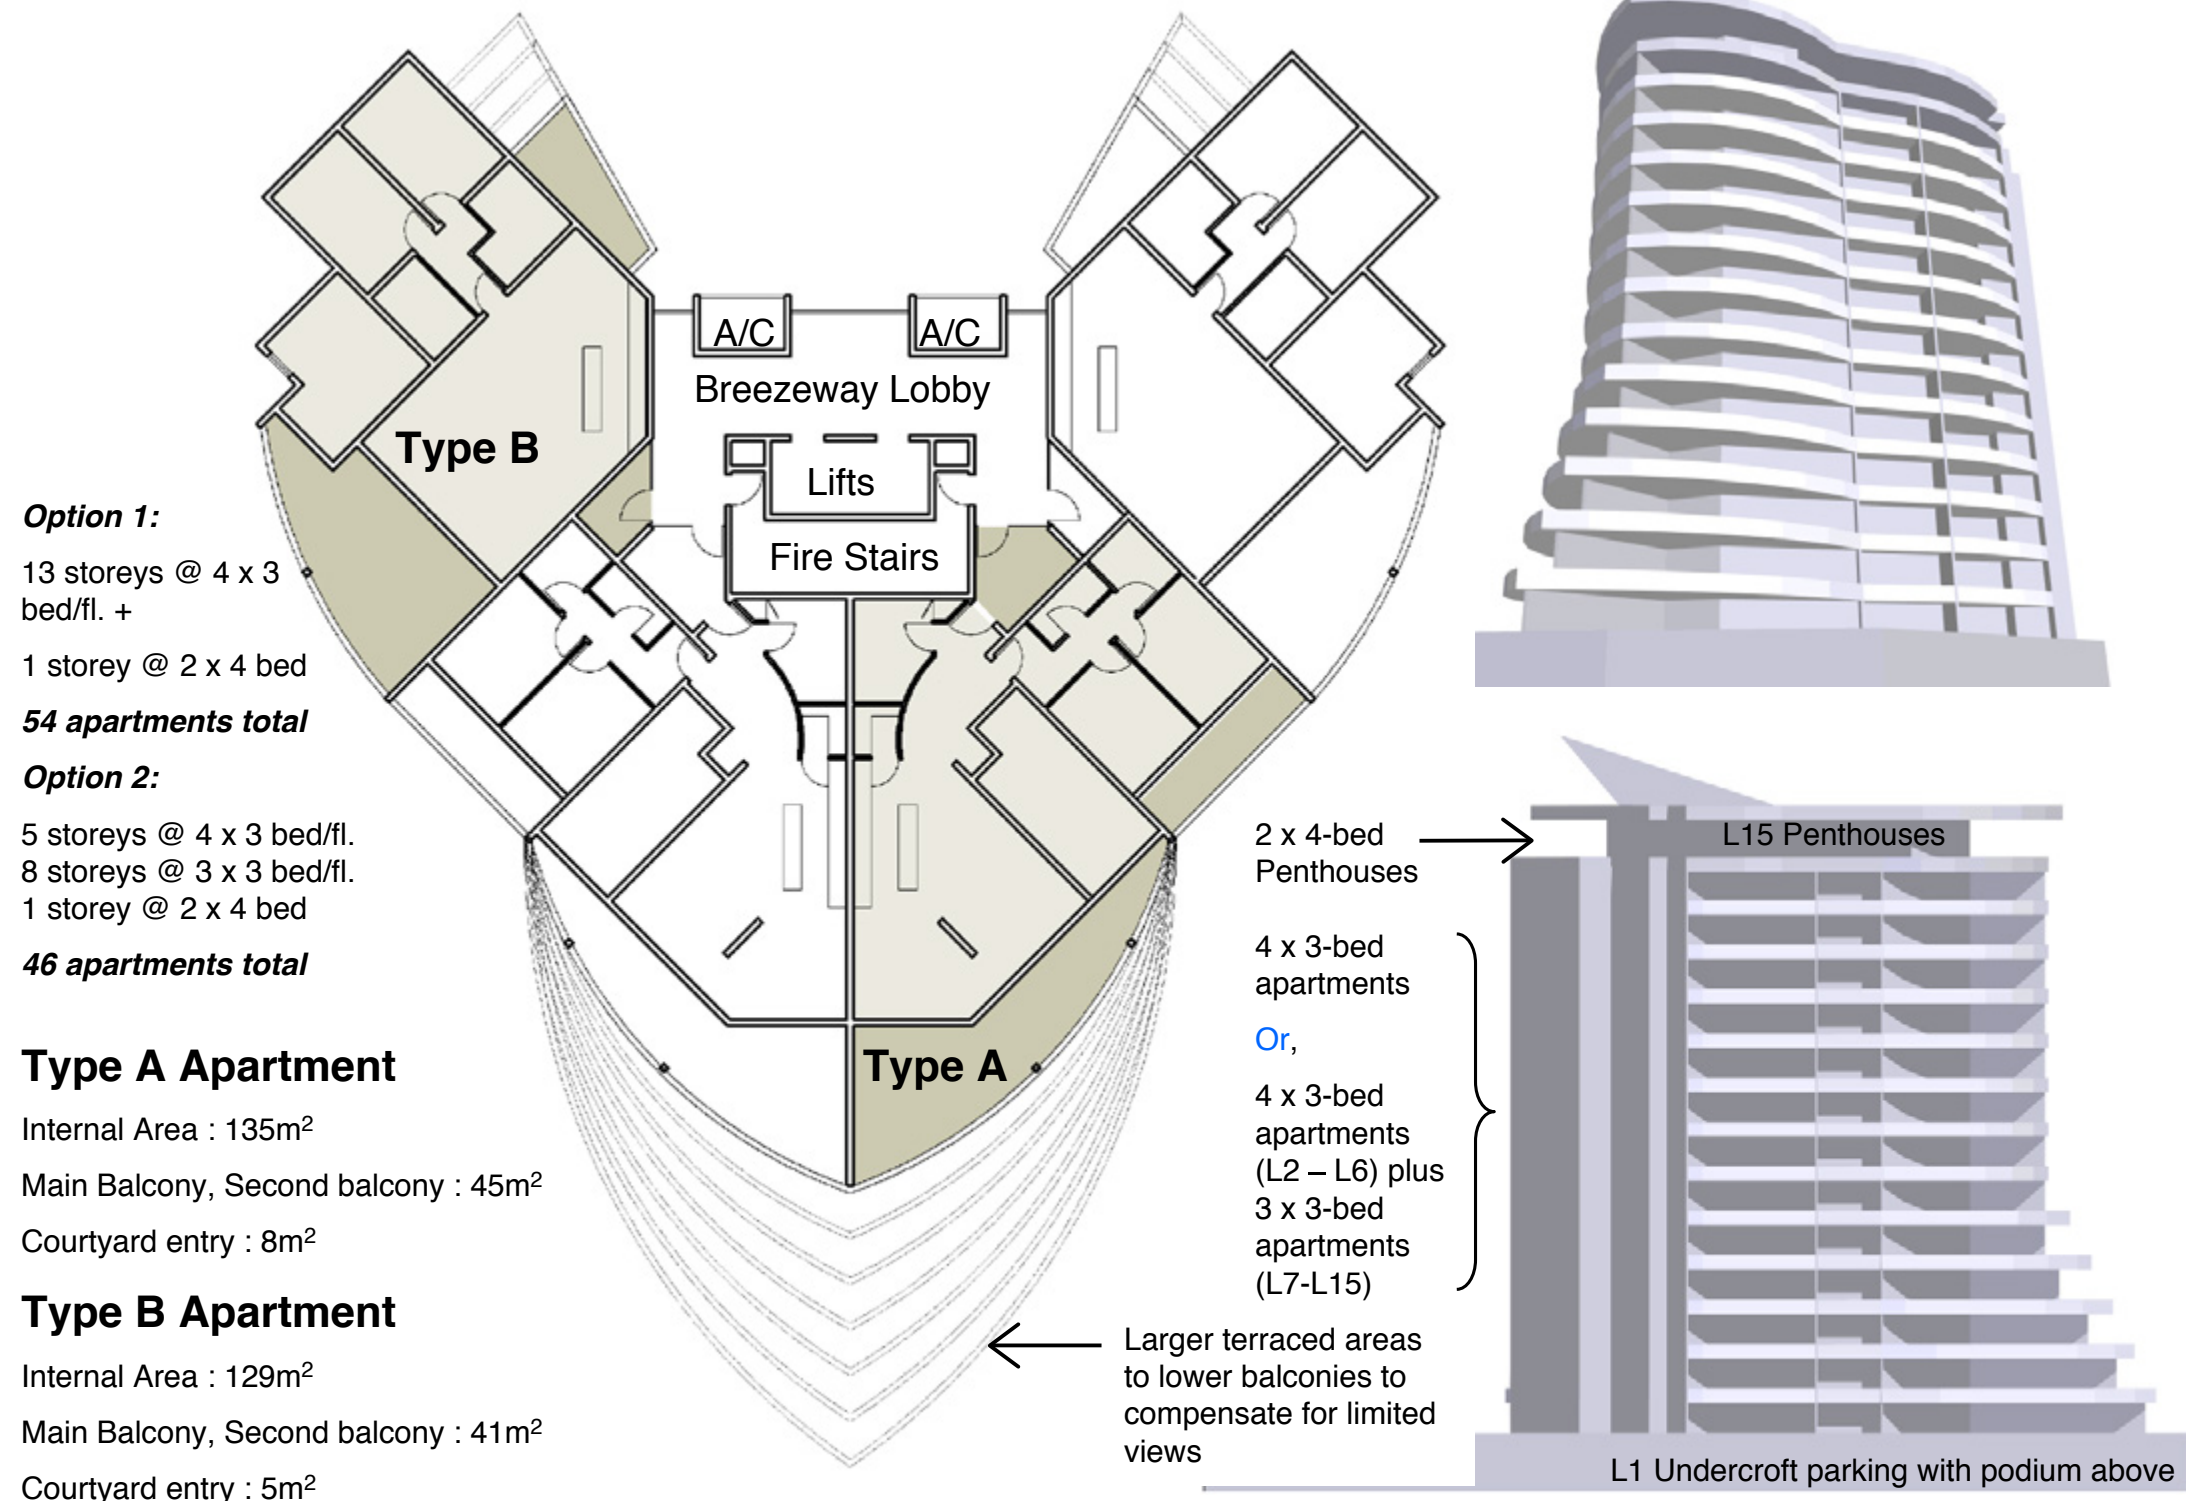 A/C
A/C
Breezeway Lobby
Lifts
Fire Stairs
Type B
Type A
Option 1:
13 storeys @ 4 x 3
bed/fl. +
1 storey @ 2 x 4 bed
54 apartments total
Option 2:
5 storeys @ 4 x 3 bed/fl.
8 storeys @ 3 x 3 bed/fl.
1 storey @ 2 x 4 bed
46 apartments total
Type A Apartment
Internal Area : 135m²
Main Balcony, Second balcony : 45m²
Courtyard entry : 8m²
Type B Apartment
Internal Area : 129m²
Main Balcony, Second balcony : 41m²
Courtyard entry : 5m²
2 x 4-bed
Penthouses
4 x 3-bed
apartments
Or,
4 x 3-bed
apartments
(L2 – L6) plus
3 x 3-bed
apartments
(L7-L15)
Larger terraced areas
to lower balconies to
compensate for limited
views
L15 Penthouses
L1 Undercroft parking with podium above